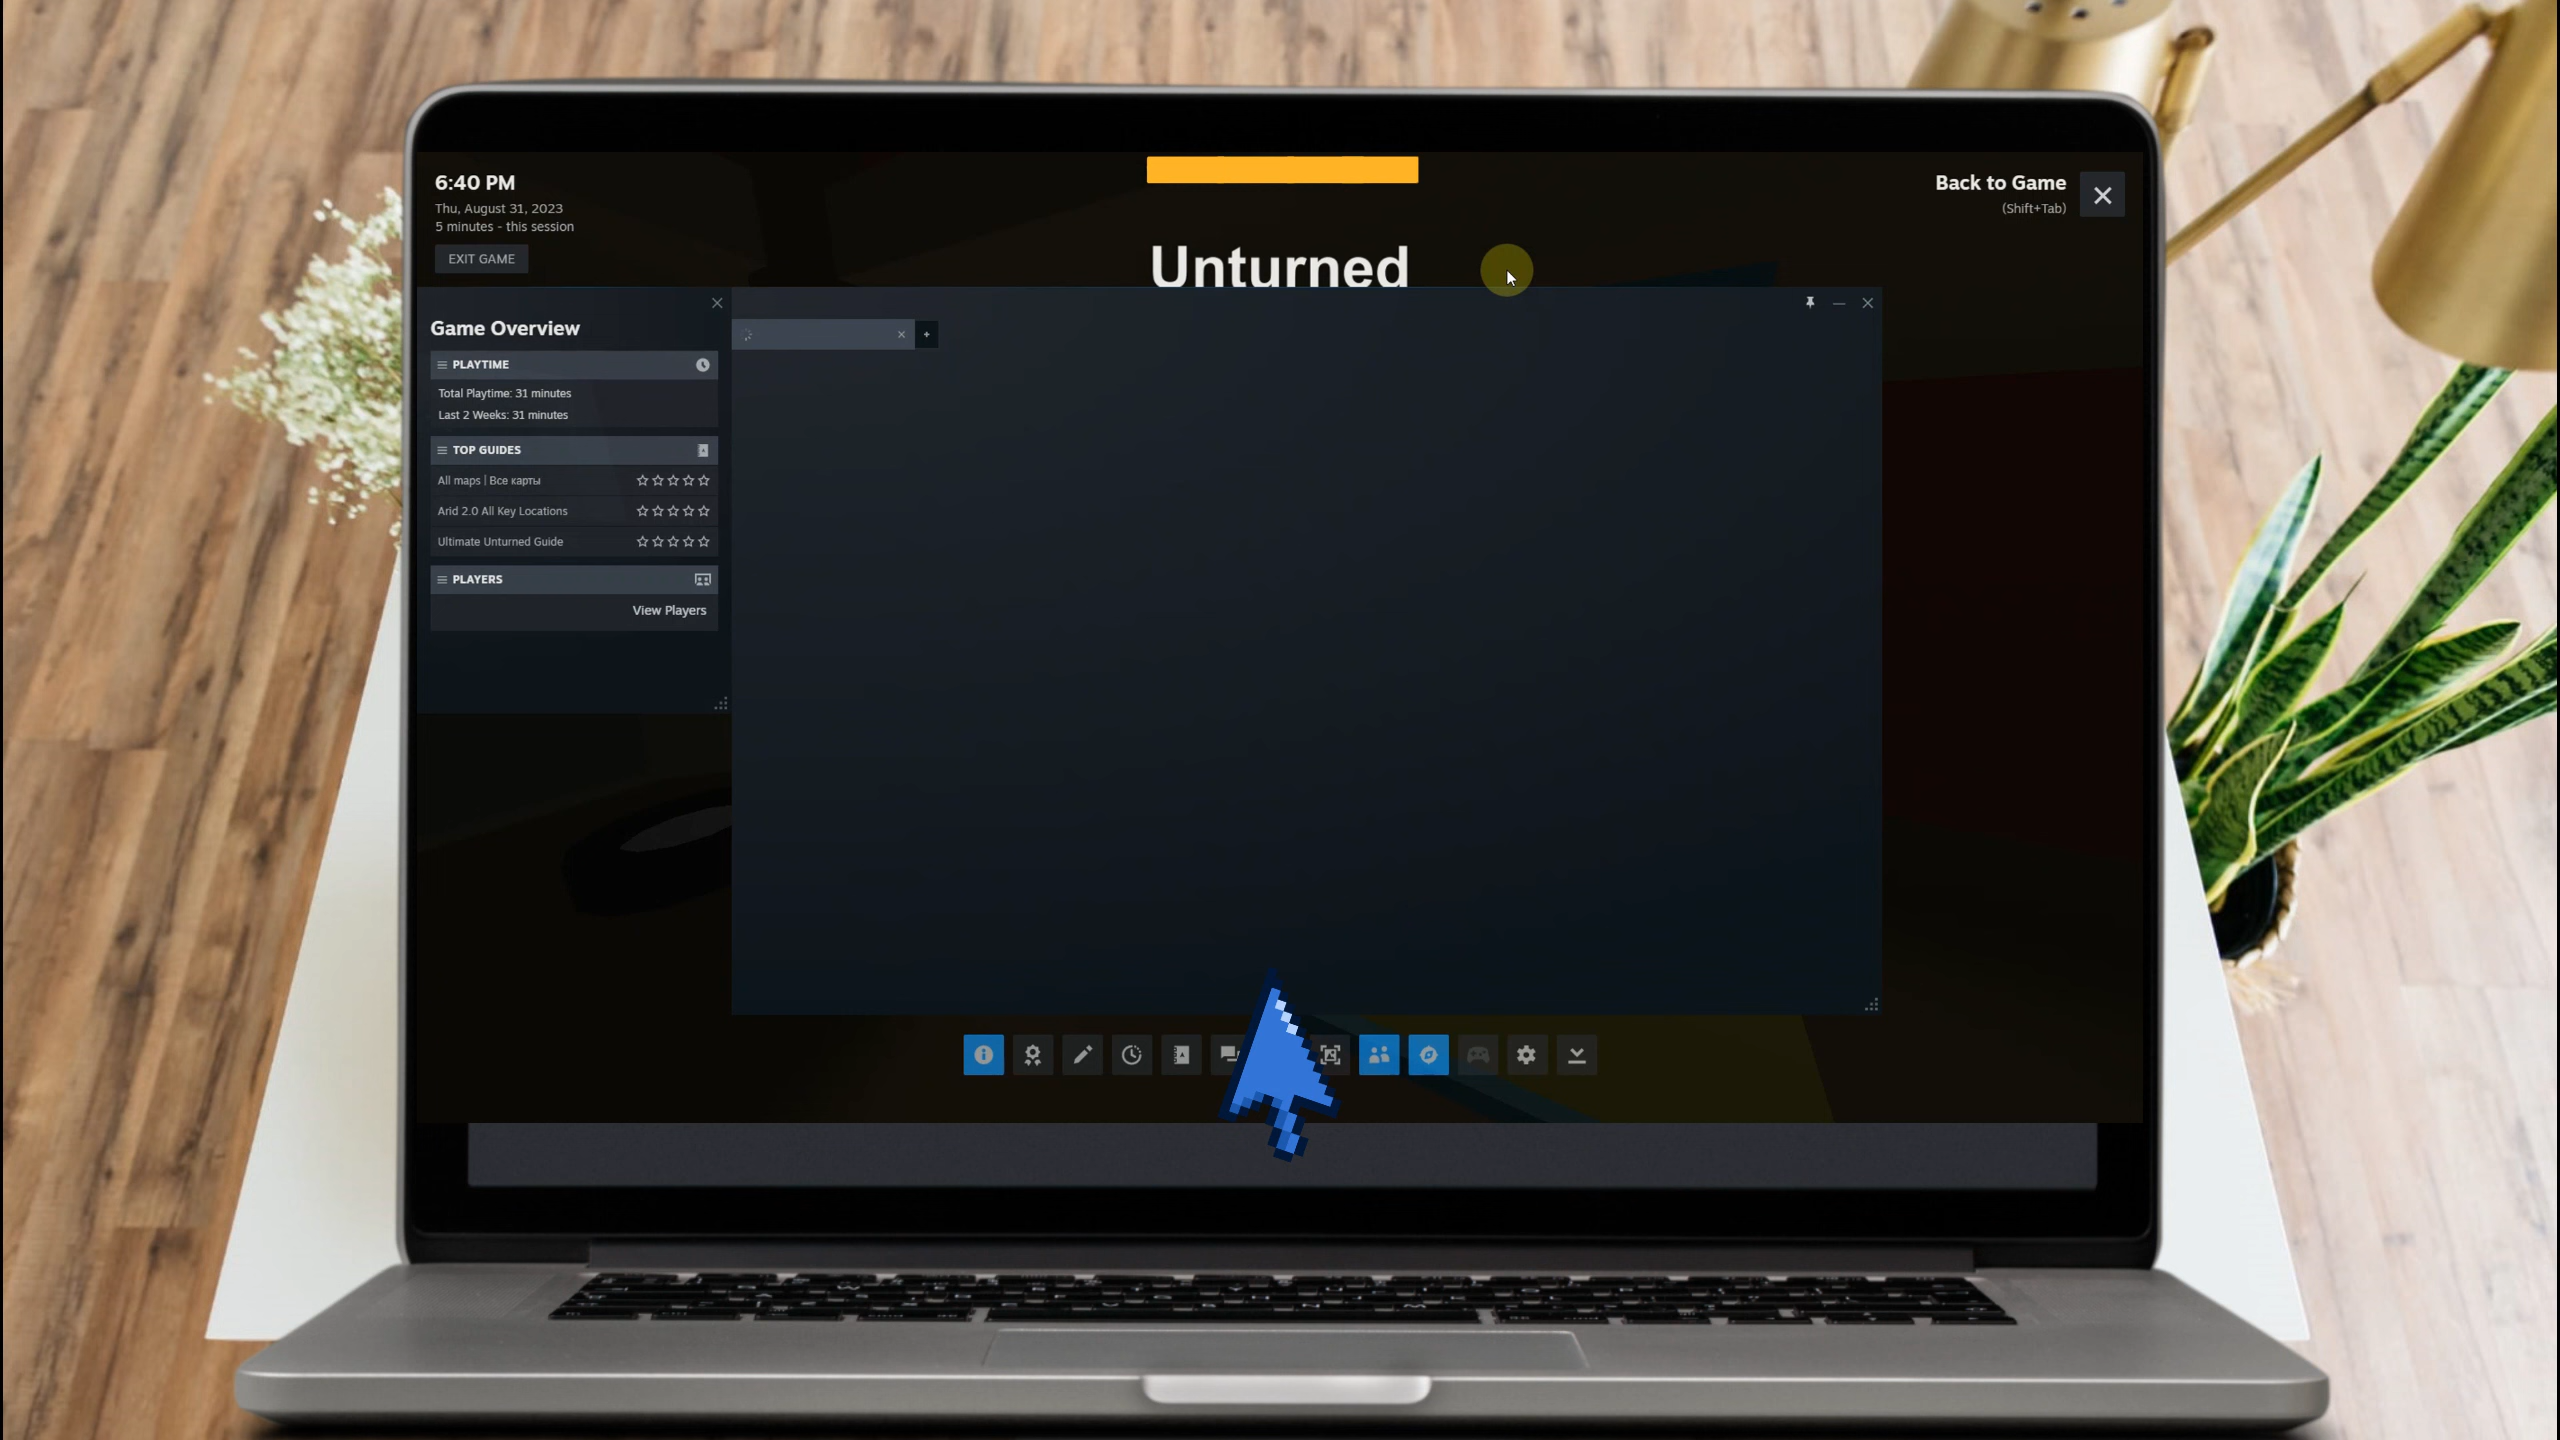 6:40 PM
Thu, August 31, 2023
5 minutes - this session
EXIT GAME
Unturned
Back to Game
(Shift+Tab)
Game Overview
PLAYTIME
Total Playtime: 31 minutes
Last 2 Weeks: 31 minutes
TOP GUIDES
All maps | Все карты
Arid 2.0 All Key Locations
Ultimate Unturned Guide
PLAYERS
View Players